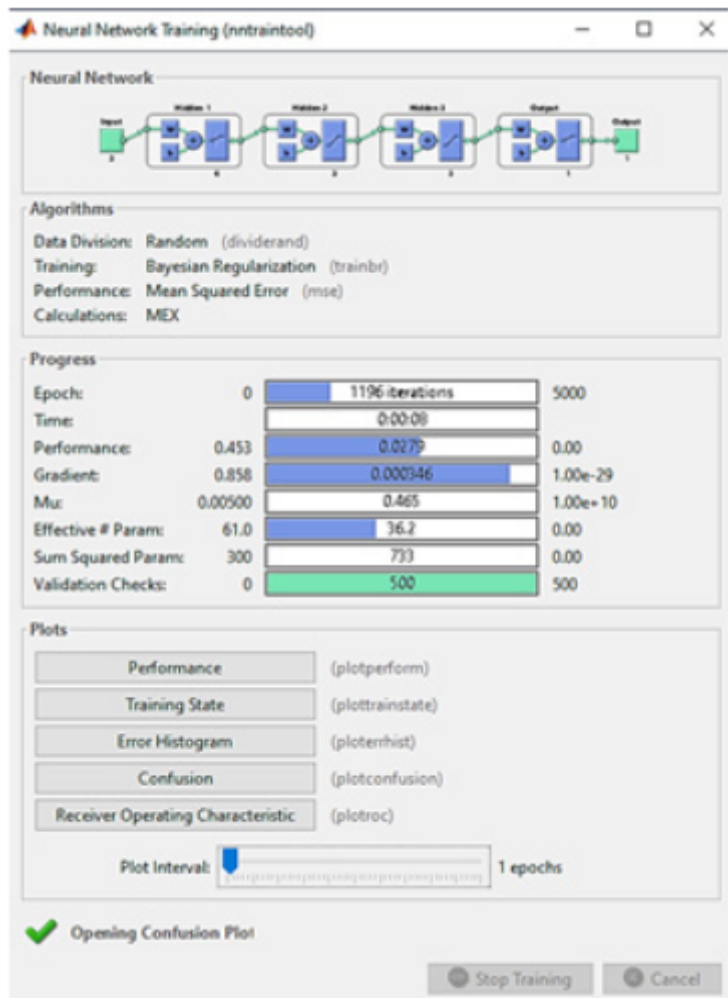 Neural Network Training (nntraintool)
Neural Network
Hidden 1 Hidden 2 Hidden 3 Output
Input Output
1 1
Algorithms
Data Division: Random (dividerand)
Training: Bayesian Regularization (trainbr)
Performance: Mean Squared Error (mse)
Calculations: MEX
Progress
Epoch: 0 1196 iterations 5000
Time: 0:00:08
Performance: 0.453 0.0279 0.00
Gradient: 0.858 0.000346 1.00e-29
Mu: 0.00500 0.465 1.00e+10
Effective # Param: 61.0 36.2 0.00
Sum Squared Param: 300 733 0.00
Validation Checks: 0 500 500
Plots
Performance (plotperform)
Training State (plottrainstate)
Error Histogram (ploterrhist)
Confusion (plotconfusion)
Receiver Operating Characteristic (plotroc)
Plot Interval: 1 epochs
Opening Confusion Plot
Stop Training Cancel